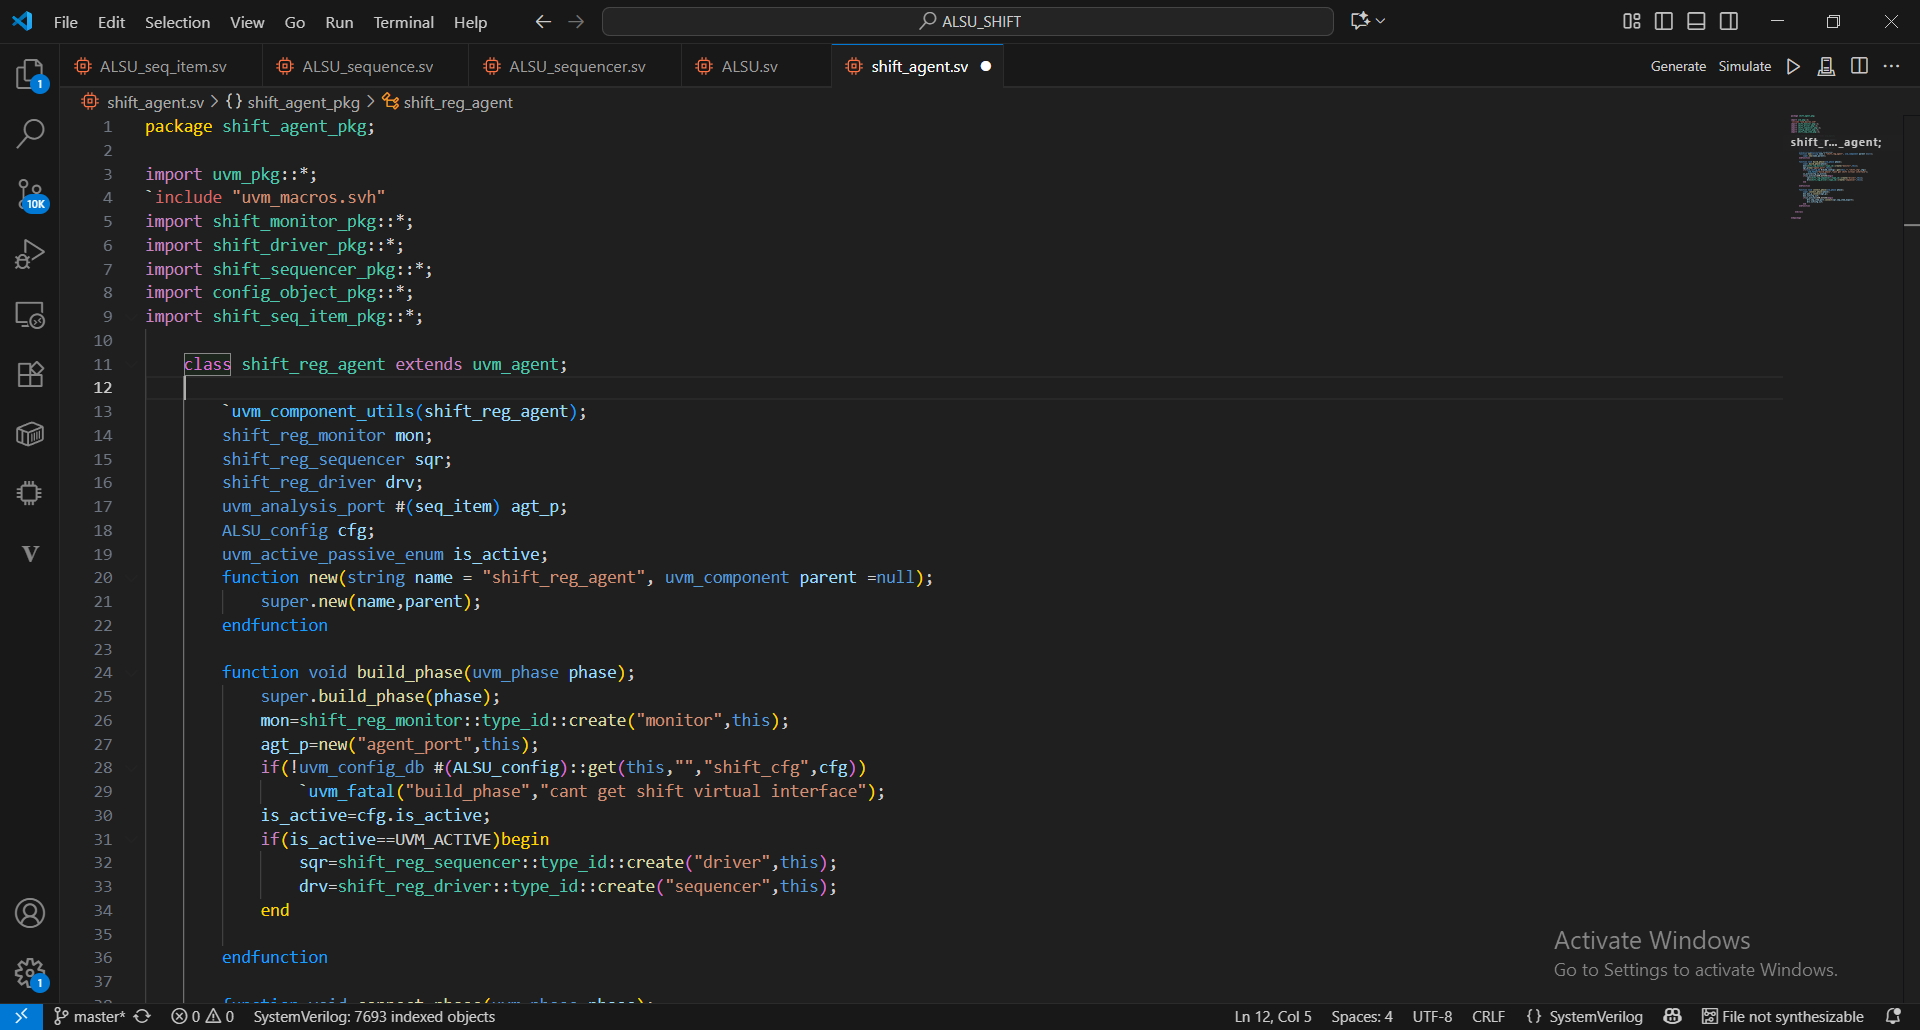 File Edit Selection View Go Run Terminal Help ALSU_SHIFT
ALSU_seq_item.sv ALSU_sequence.sv ALSU_sequencer.sv ALSU.sv shift_agent.sv Generate Simulate
shift_agent.sv > {} shift_agent_pkg > shift_reg_agent
1 package shift_agent_pkg;
2
3 import uvm_pkg::*;
4 `include "uvm_macros.svh"
5 import shift_monitor_pkg::*;
6 import shift_driver_pkg::*;
7 import shift_sequencer_pkg::*;
8 import config_object_pkg::*;
9 import shift_seq_item_pkg::*;
10
11 class shift_reg_agent extends uvm_agent;
12
13 `uvm_component_utils(shift_reg_agent);
14 shift_reg_monitor mon;
15 shift_reg_sequencer sqr;
16 shift_reg_driver drv;
17 uvm_analysis_port #(seq_item) agt_p;
18 ALSU_config cfg;
19 uvm_active_passive_enum is_active;
20 function new(string name = "shift_reg_agent", uvm_component parent =null);
21 super.new(name,parent);
22 endfunction
23
24 function void build_phase(uvm_phase phase);
25 super.build_phase(phase);
26 mon=shift_reg_monitor::type_id::create("monitor",this);
27 agt_p=new("agent_port",this);
28 if(!uvm_config_db #(ALSU_config)::get(this,"","shift_cfg",cfg))
29 `uvm_fatal("build_phase","cant get shift virtual interface");
30 is_active=cfg.is_active;
31 if(is_active==UVM_ACTIVE)begin
32 sqr=shift_reg_sequencer::type_id::create("driver",this);
33 drv=shift_reg_driver::type_id::create("sequencer",this);
34 end
35
36 endfunction
37
shift_r..._agent;
1
10K
1
Activate Windows
Go to Settings to activate Windows.
master* 0 0 SystemVerilog: 7693 indexed objects Ln 12, Col 5 Spaces: 4 UTF-8 CRLF {} SystemVerilog File not synthesizable